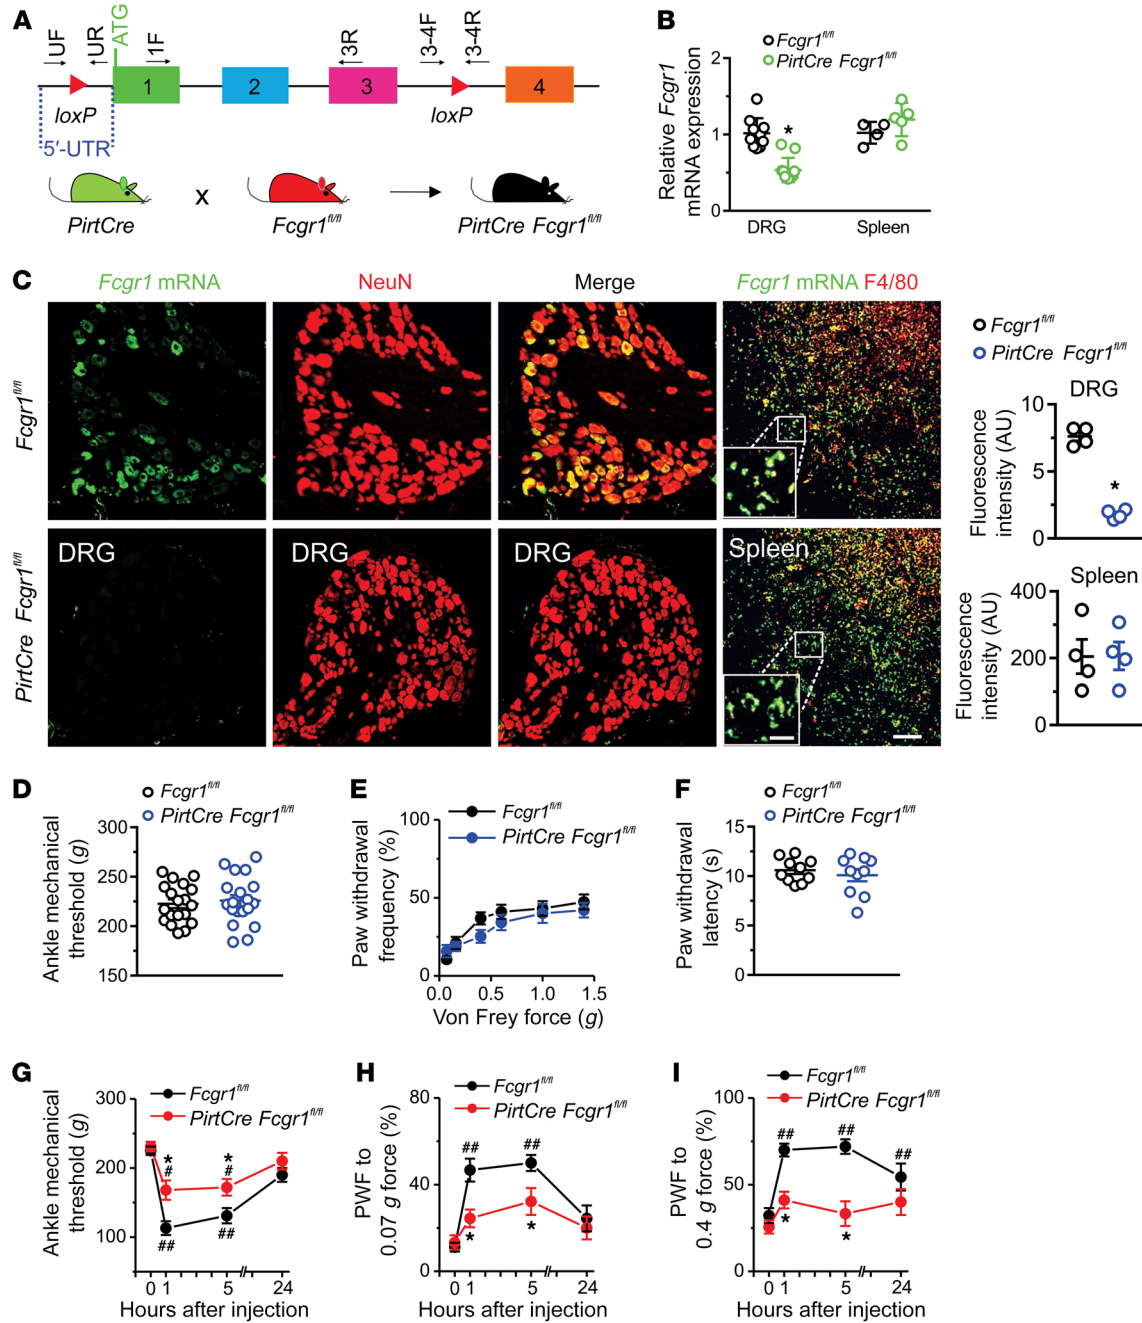 A
UF
UR
ATG
1F
3R
3-4F
3-4R
1
2
3
4
loxP
loxP
5′-UTR
PirtCre
x
Fcgr1fl/fl
PirtCre Fcgr1fl/fl
B
Fcgr1fl/fl
PirtCre Fcgr1fl/fl
Relative Fcgr1
mRNA expression
2
1
0
*
DRG
Spleen
C
Fcgr1 mRNA
NeuN
Merge
Fcgr1 mRNA F4/80
Fcgr1fl/fl
PirtCre Fcgr1fl/fl
DRG
DRG
DRG
Spleen
Fcgr1fl/fl
PirtCre Fcgr1fl/fl
DRG
Fluorescence
intensity (AU)
10
5
0
*
Spleen
Fluorescence
intensity (AU)
400
200
0
D
Fcgr1fl/fl
PirtCre Fcgr1fl/fl
Ankle mechanical
threshold (g)
300
250
200
150
E
Fcgr1fl/fl
PirtCre Fcgr1fl/fl
Paw withdrawal
frequency (%)
100
50
0
0.0 0.5 1.0 1.5
Von Frey force (g)
F
Fcgr1fl/fl
PirtCre Fcgr1fl/fl
Paw withdrawal
latency (s)
15
10
5
0
G
Fcgr1fl/fl
PirtCre Fcgr1fl/fl
Ankle mechanical
threshold (g)
300
200
100
* *
# #
## ##
0 1 5 24
Hours after injection
H
Fcgr1fl/fl
PirtCre Fcgr1fl/fl
PWF to
0.07 g force (%)
80
40
0
## ##
* *
0 1 5 24
Hours after injection
I
Fcgr1fl/fl
PirtCre Fcgr1fl/fl
PWF to
0.4 g force (%)
100
50
0
## ## ##
* *
0 1 5 24
Hours after injection